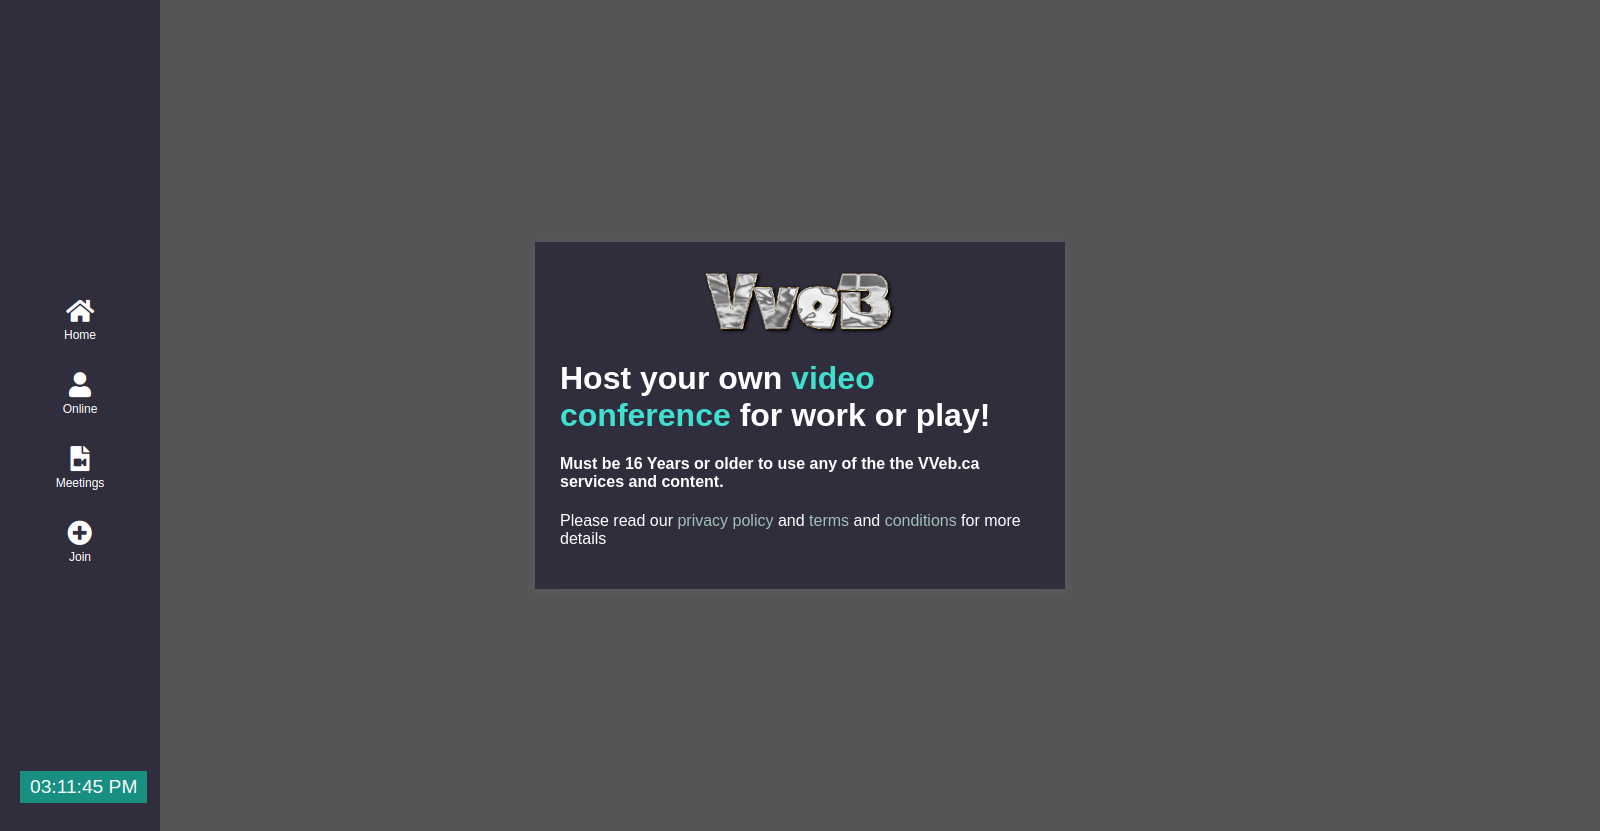 Home
Online
Meetings
Join
03:11:45 PM
VVeB
Host your own video
conference for work or play!
Must be 16 Years or older to use any of the the VVeb.ca
services and content.
Please read our privacy policy and terms and conditions for more
details